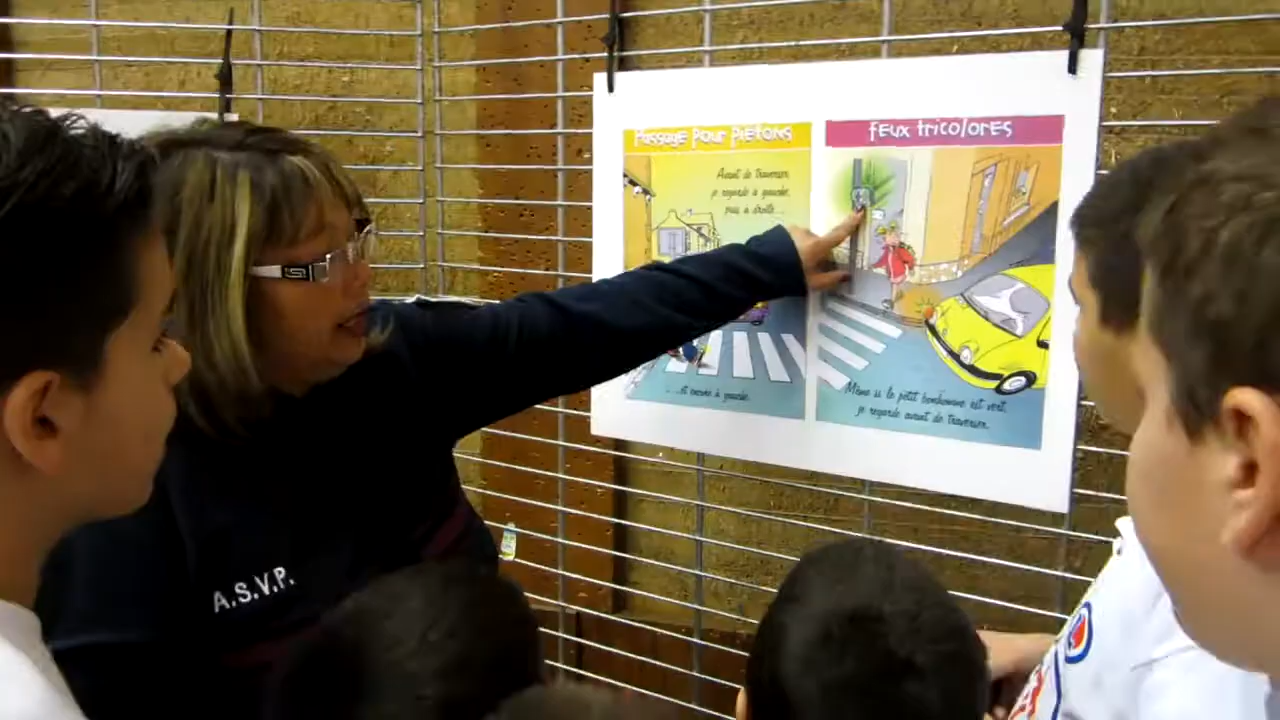 Passage pour piétons
Avant de traverser,
je regarde à gauche,
puis à droite...
... et encore à gauche.
feux tricolores
Même si le petit bonhomme est vert,
je regarde avant de traverser.
A.S.V.P.